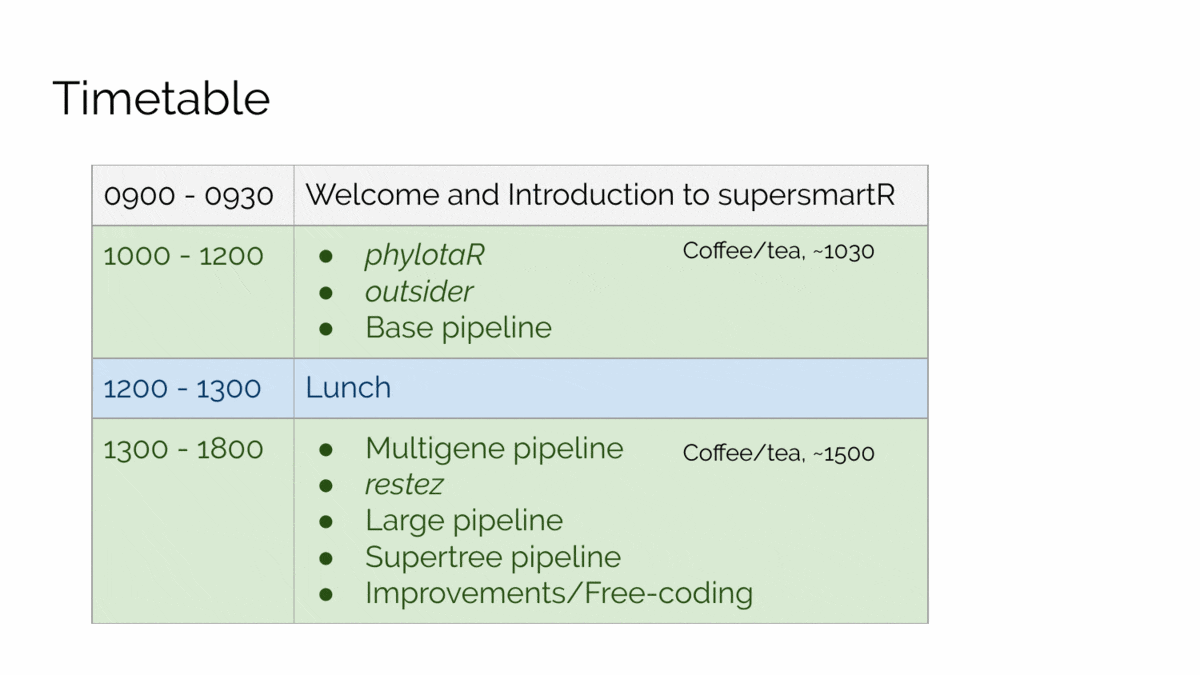 Timetable
0900 - 0930 Welcome and Introduction to supersmartR
1000 - 1200 ● phylotaR Coffee/tea, ~1030
● outsider
● Base pipeline
1200 - 1300 Lunch
1300 - 1800 ● Multigene pipeline Coffee/tea, ~1500
● restez
● Large pipeline
● Supertree pipeline
● Improvements/Free-coding